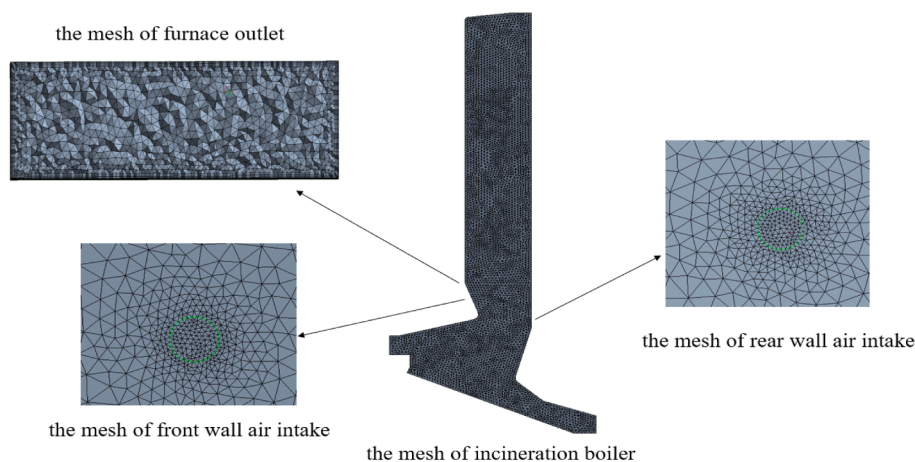 the mesh of furnace outlet
the mesh of rear wall air intake
the mesh of front wall air intake
the mesh of incineration boiler